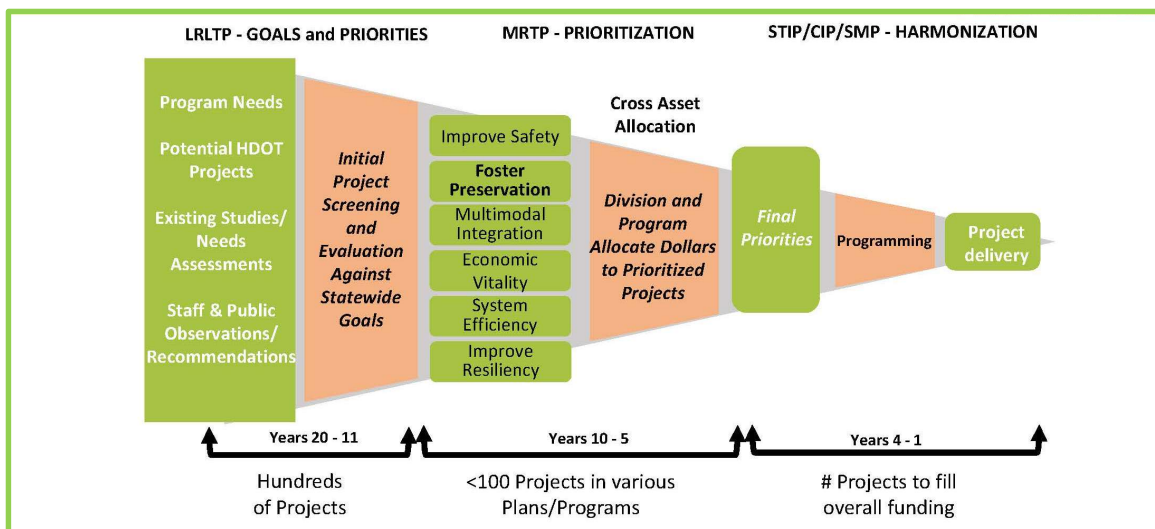 LRLTP - GOALS and PRIORITIES
MRTP - PRIORITIZATION
STIP/CIP/SMP - HARMONIZATION
Program Needs
Potential HDOT
Projects
Existing Studies/
Needs
Assessments
Staff & Public
Observations/
Recommendations
Initial
Project
Screening
and
Evaluation
Against
Statewide
Goals
Improve Safety
Foster
Preservation
Multimodal
Integration
Economic
Vitality
System
Efficiency
Improve
Resiliency
Cross Asset
Allocation
Division and
Program
Allocate Dollars
to Prioritized
Projects
Final
Priorities
Programming
Project
delivery
Years 20 - 11
Years 10 - 5
Years 4 - 1
Hundreds
of Projects
<100 Projects in various
Plans/Programs
# Projects to fill
overall funding